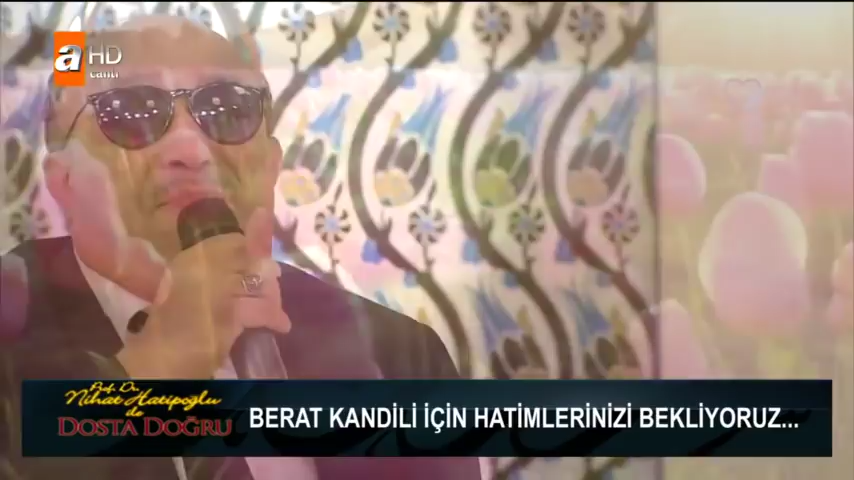 a HD
canlı
Prof. Dr.
Nihat Hatipoğlu
ile
DOSTA DOĞRU
BERAT KANDİLİ İÇİN HATİMLERİNİZİ BEKLİYORUZ...